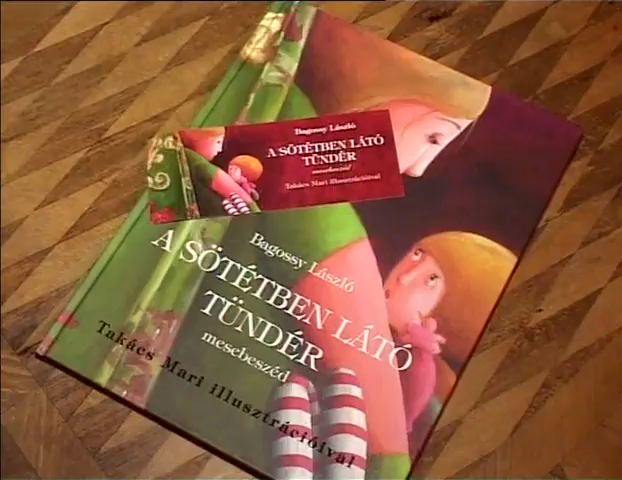 Bagossy László
A SÖTÉTBEN LÁTÓ
TÜNDÉR
mesebeszéd
Takács Mari illusztrációival
Bagossy László
A SÖTÉTBEN LÁTÓ
TÜNDÉR
mesebeszéd
Takács Mari illusztrációival